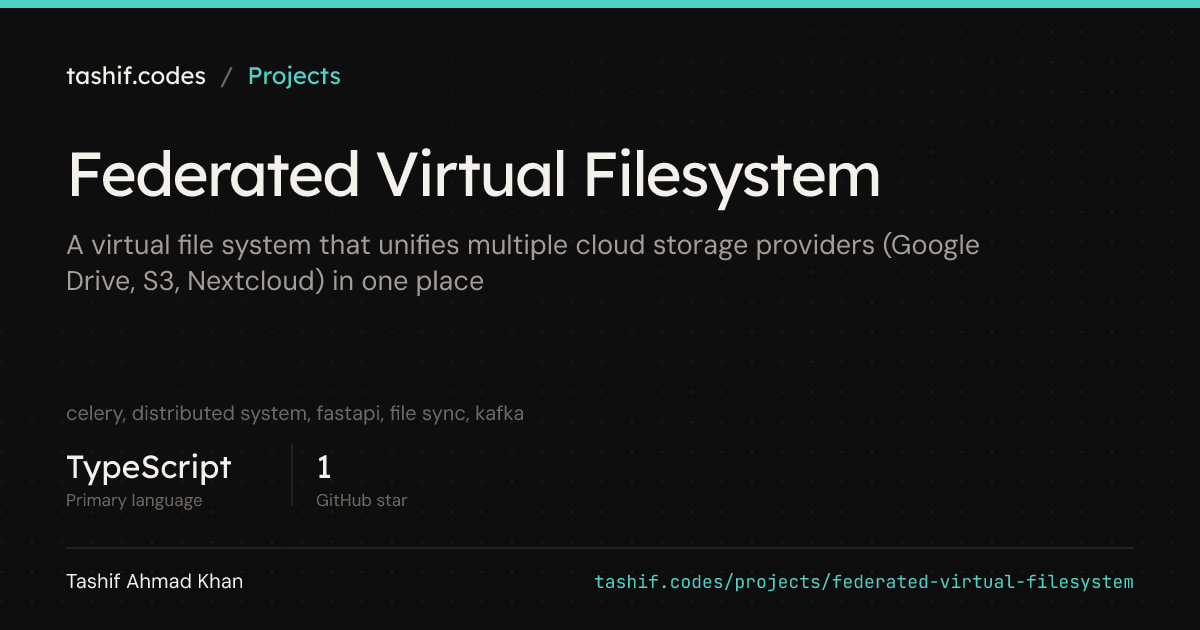 tashif.codes / Projects
Federated Virtual Filesystem
A virtual file system that unifies multiple cloud storage providers (Google
Drive, S3, Nextcloud) in one place
celery, distributed system, fastapi, file sync, kafka
TypeScript
Primary language
1
GitHub star
Tashif Ahmad Khan
tashif.codes/projects/federated-virtual-filesystem